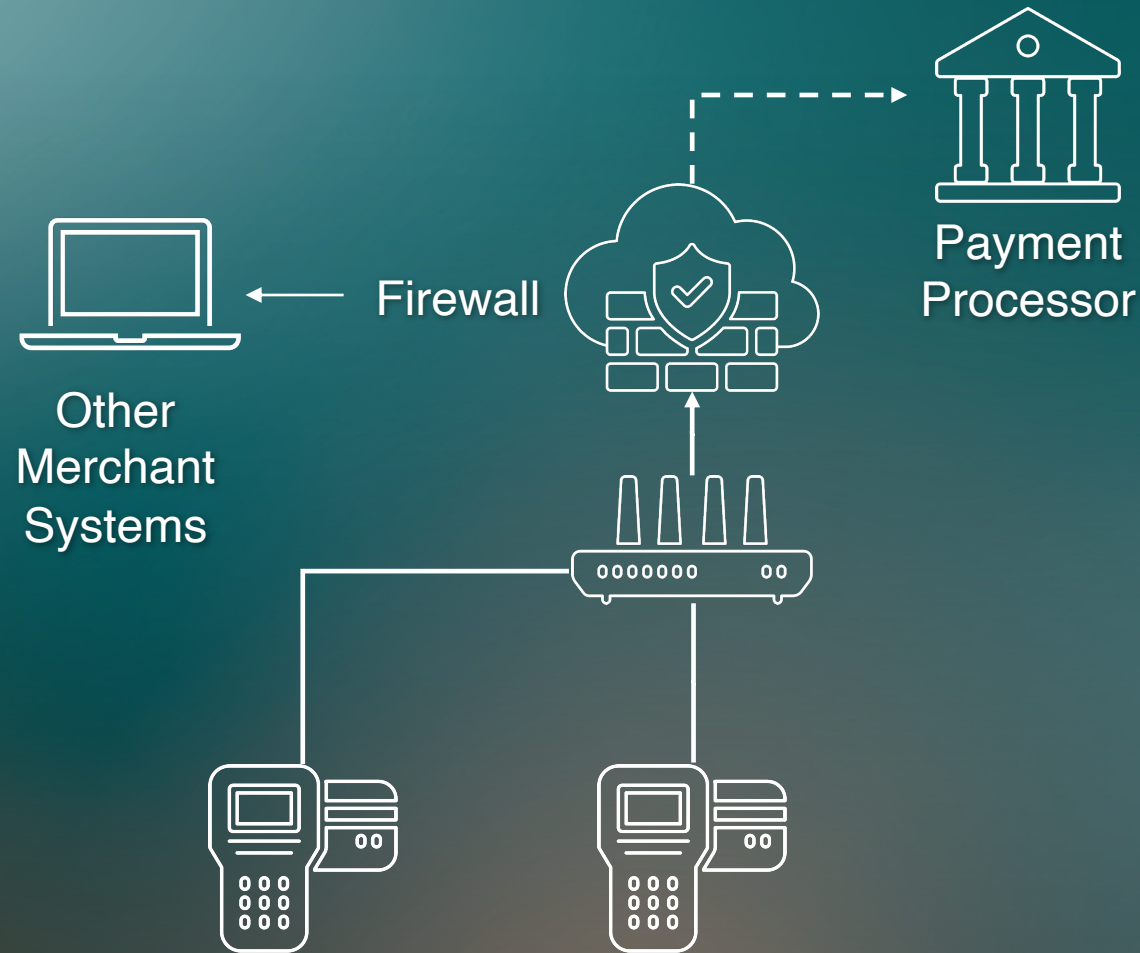 Payment
Processor
Firewall
Other
Merchant
Systems